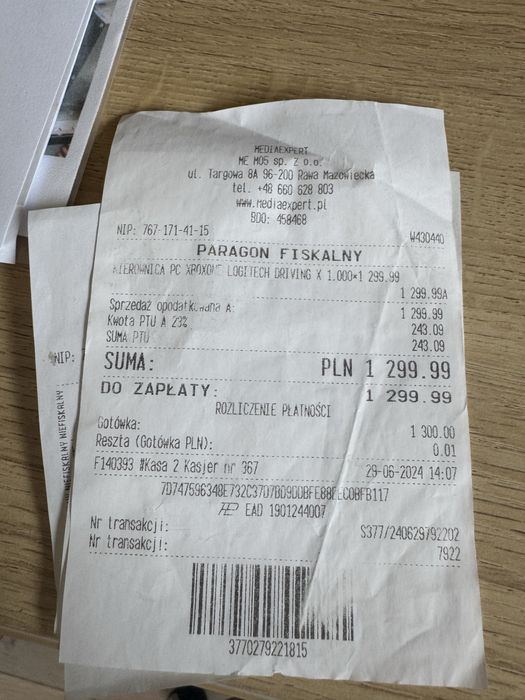 MEDIAEXPERT
ME M05 sp. z o.o.
ul. Targowa 8A 96-200 Rawa Mazowiecka
tel. +48 660 628 803
www.mediaexpert.pl
BDO: 458468
NIP: 767-171-41-15 W430440
PARAGON FISKALNY
KIEROWNICA PC XBOXONE LOGITECH DRIVING X 1.000×1 299.99
1 299.99A
Sprzedaż opodatkowana A: 1 299.99
Kwota PTU A 23% 243.09
SUMA PTU 243.09
SUMA: PLN 1 299.99
DO ZAPŁATY: 1 299.99
ROZLICZENIE PŁATNOŚCI
Gotówka: 1 300.00
Reszta (Gotówka PLN): 0.01
F140393 #Kasa 2 Kasjer nr 367 29-06-2024 14:07
EAD 1901244007
Nr transakcji: S377/240629792202
Nr transakcji: 7922
3770279221815
NIP:
NIEFISKALNY NIEFISKALNY